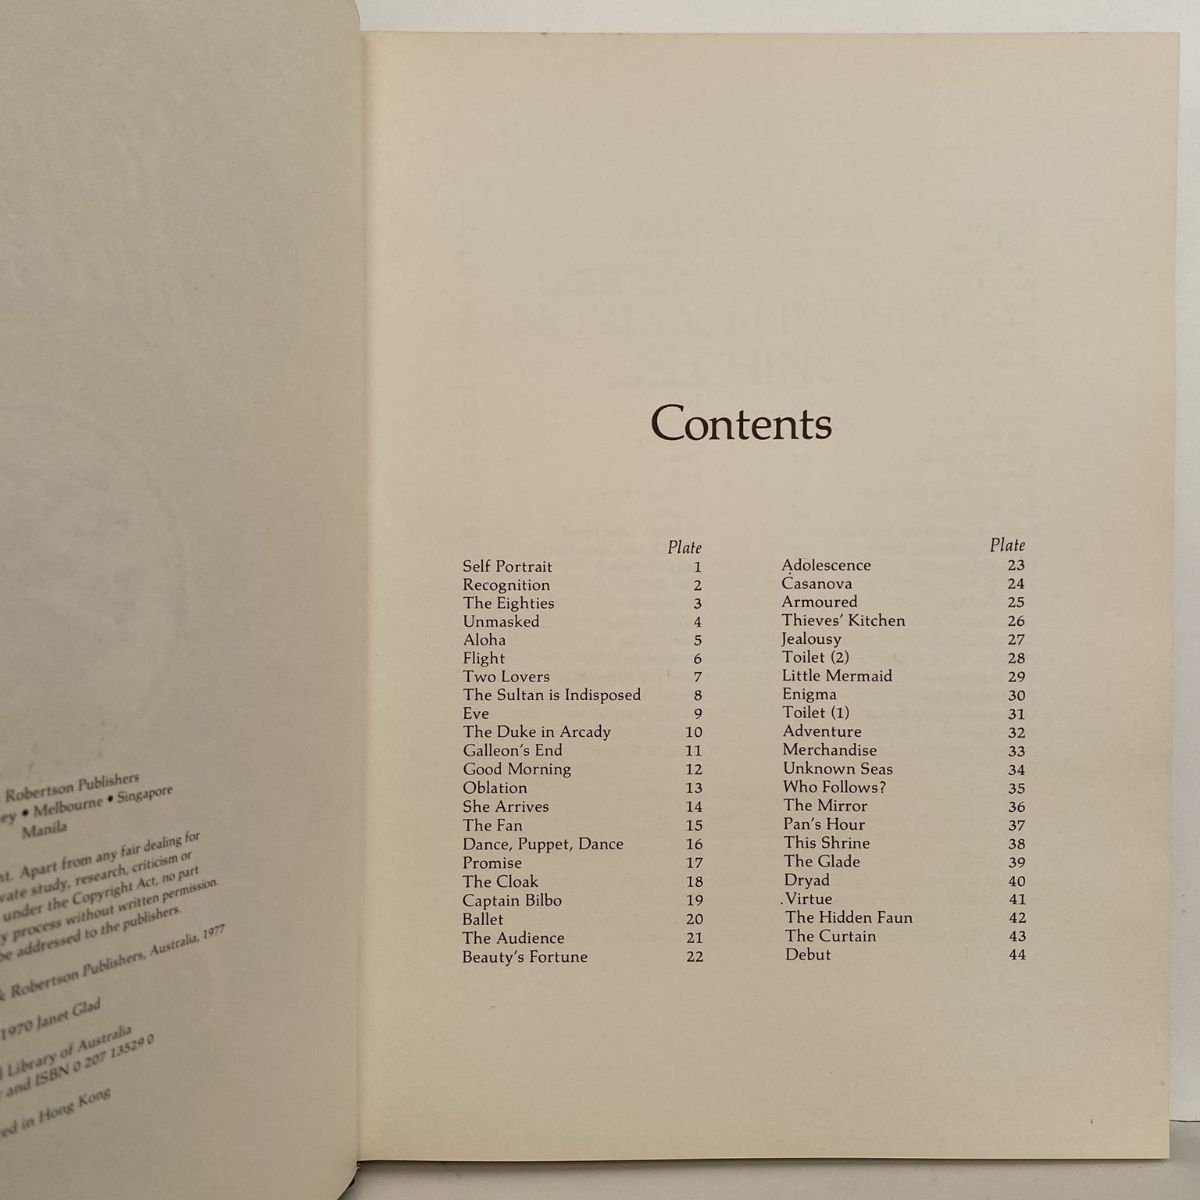 Robertson Publishers
• Melbourne • Singapore
Manila
Apart from any fair dealing for
study, research, criticism or
under the Copyright Act, no part
process without written permission.
be addressed to the publishers.
Robertson Publishers, Australia, 1977
1970 Janet Glad
Library of Australia
and ISBN 0 207 13529 0
in Hong Kong
Contents
Plate
Self Portrait 1
Recognition 2
The Eighties 3
Unmasked 4
Aloha 5
Flight 6
Two Lovers 7
The Sultan is Indisposed 8
Eve 9
The Duke in Arcady 10
Galleon's End 11
Good Morning 12
Oblation 13
She Arrives 14
The Fan 15
Dance, Puppet, Dance 16
Promise 17
The Cloak 18
Captain Bilbo 19
Ballet 20
The Audience 21
Beauty's Fortune 22
Plate
Adolescence 23
Casanova 24
Armoured 25
Thieves' Kitchen 26
Jealousy 27
Toilet (2) 28
Little Mermaid 29
Enigma 30
Toilet (1) 31
Adventure 32
Merchandise 33
Unknown Seas 34
Who Follows? 35
The Mirror 36
Pan's Hour 37
This Shrine 38
The Glade 39
Dryad 40
Virtue 41
The Hidden Faun 42
The Curtain 43
Debut 44